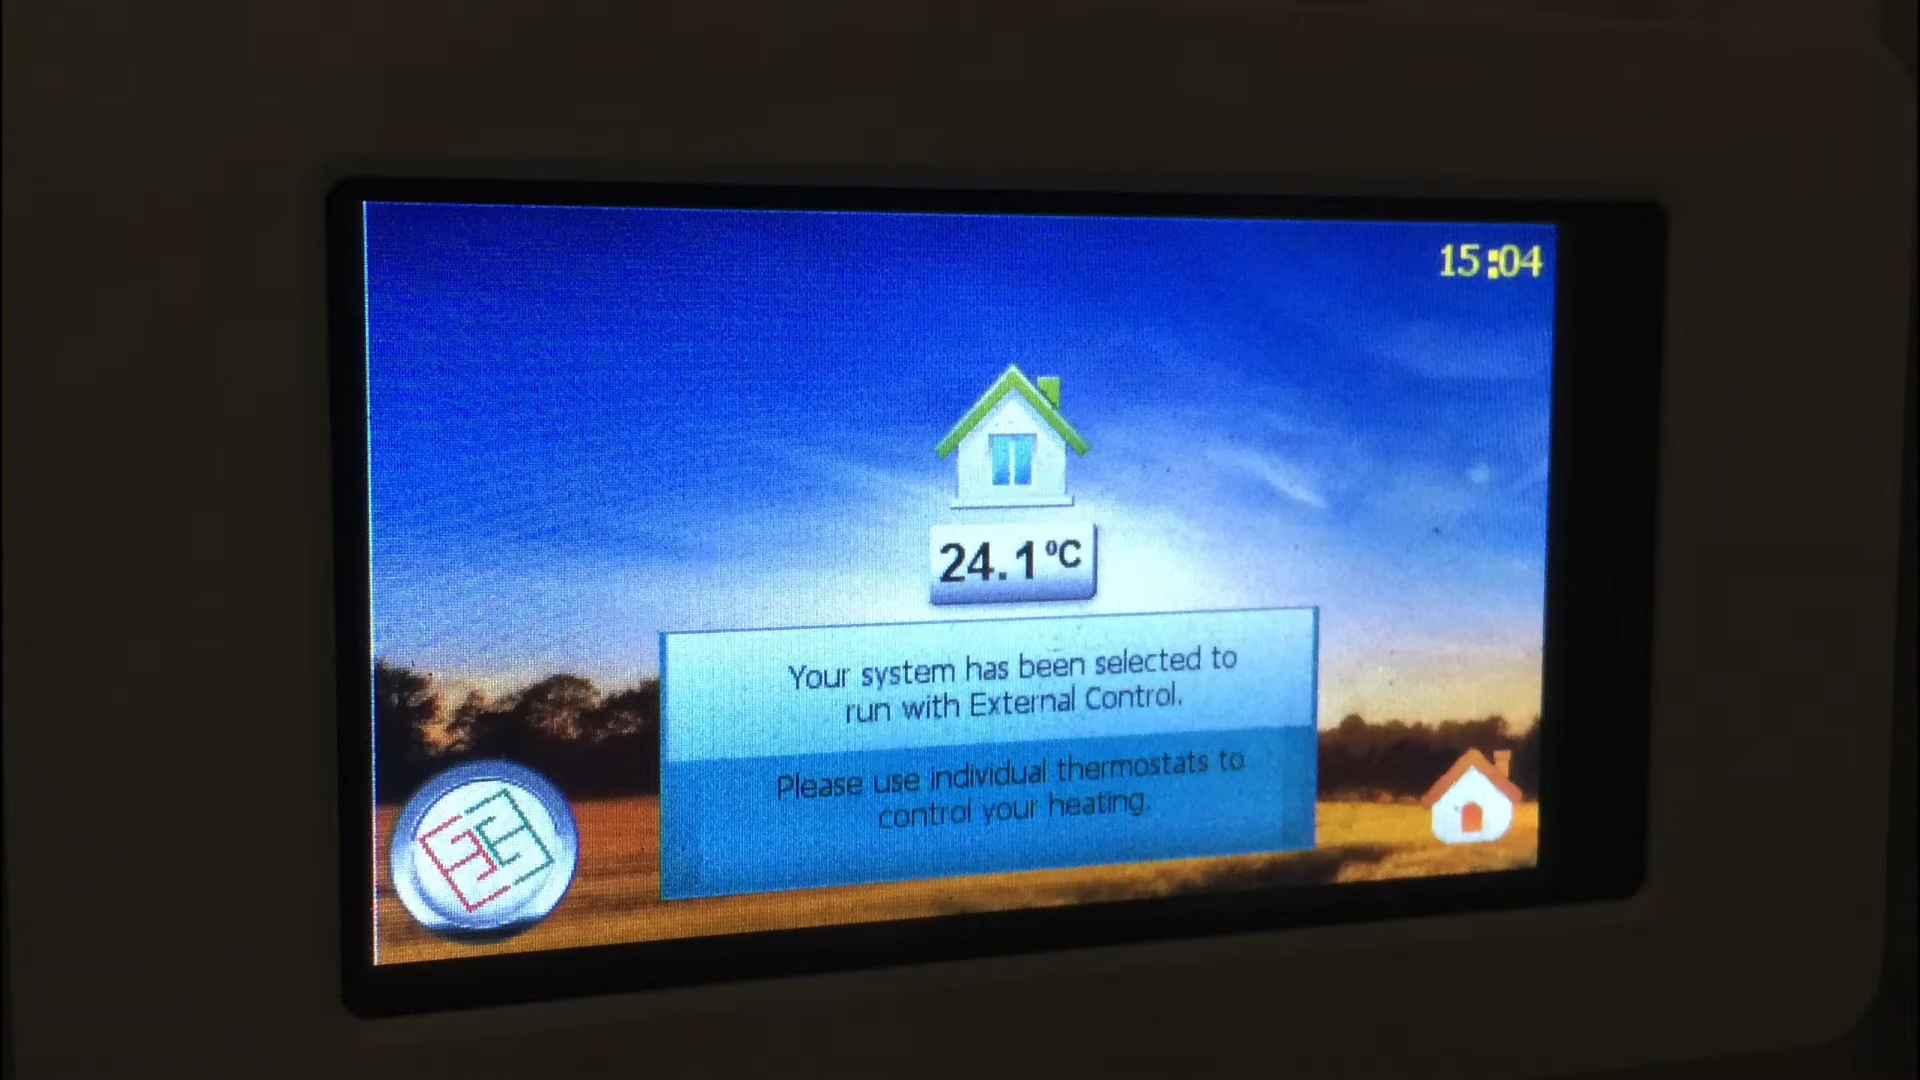 15:04
24.1ºC
Your system has been selected to
run with External Control.
Please use individual thermostats to
control your heating.